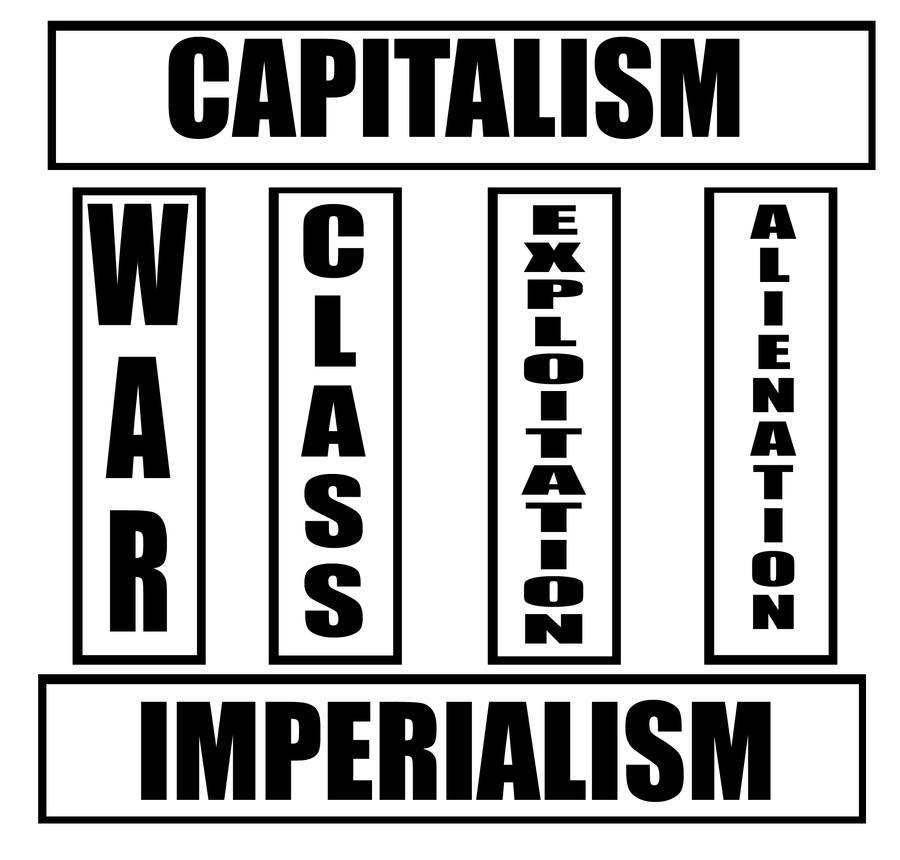 CAPITALISM
WAR
CLASS
EXPLOITATION
ALIENATION
IMPERIALISM